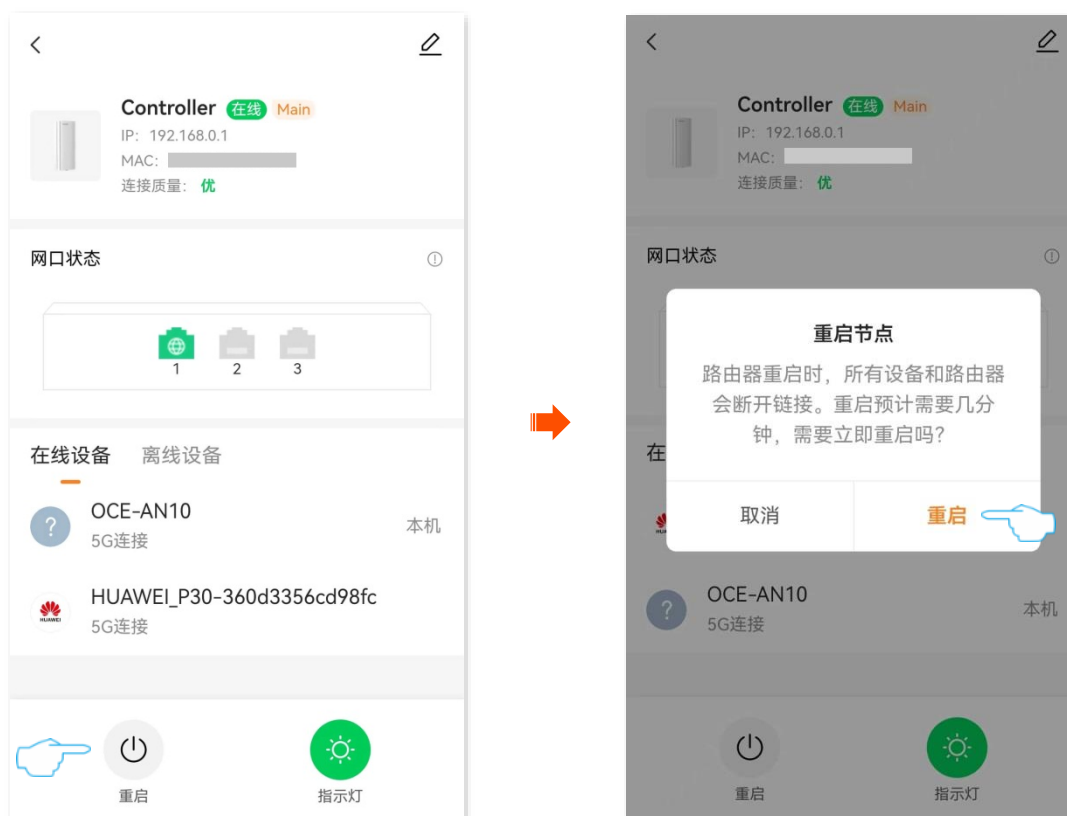 Controller 在线 Main
IP: 192.168.0.1
MAC:
连接质量: 优
网口状态
1 2 3
在线设备 离线设备
OCE-AN10
5G连接
本机
HUAWEI
HUAWEI_P30-360d3356cd98fc
5G连接
重启 指示灯
Controller 在线 Main
IP: 192.168.0.1
MAC:
连接质量: 优
网口状态
重启节点
路由器重启时，所有设备和路由器
会断开链接。重启预计需要几分
钟，需要立即重启吗?
在
取消 重启
OCE-AN10
5G连接
本机
重启 指示灯